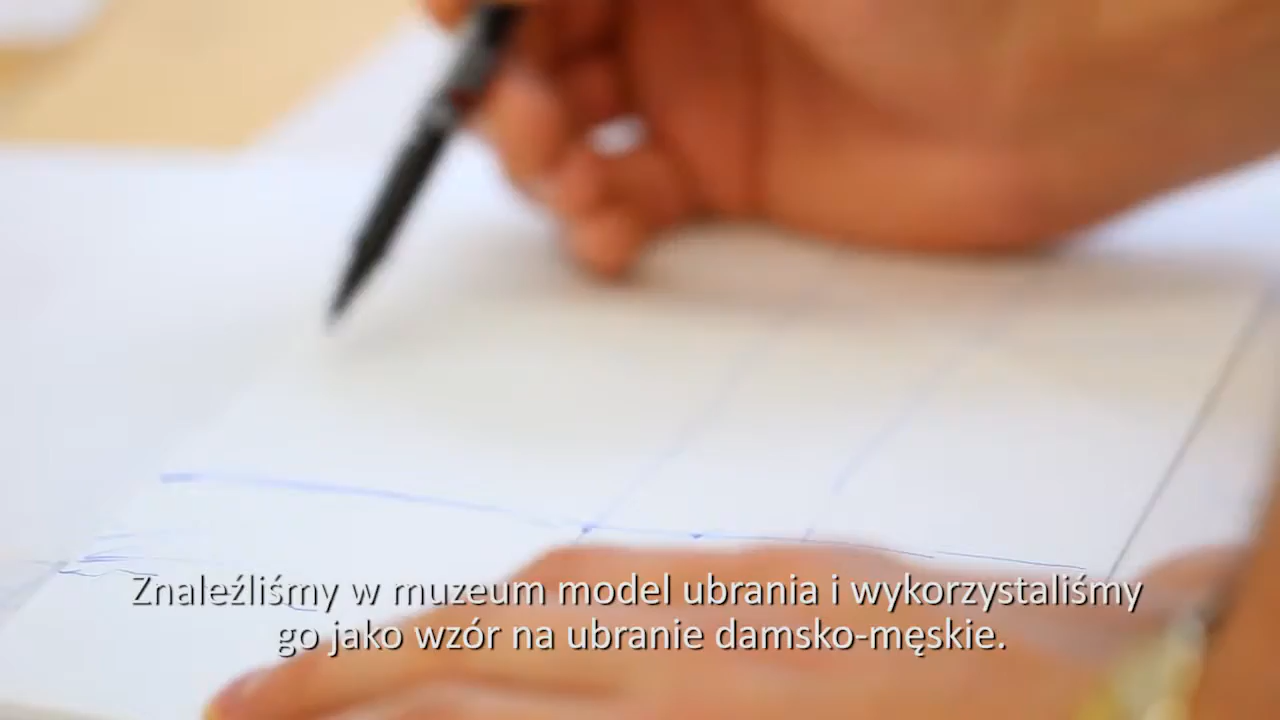 Znaleźliśmy w muzeum model ubrania i wykorzystaliśmy
go jako wzór na ubranie damsko-męskie.